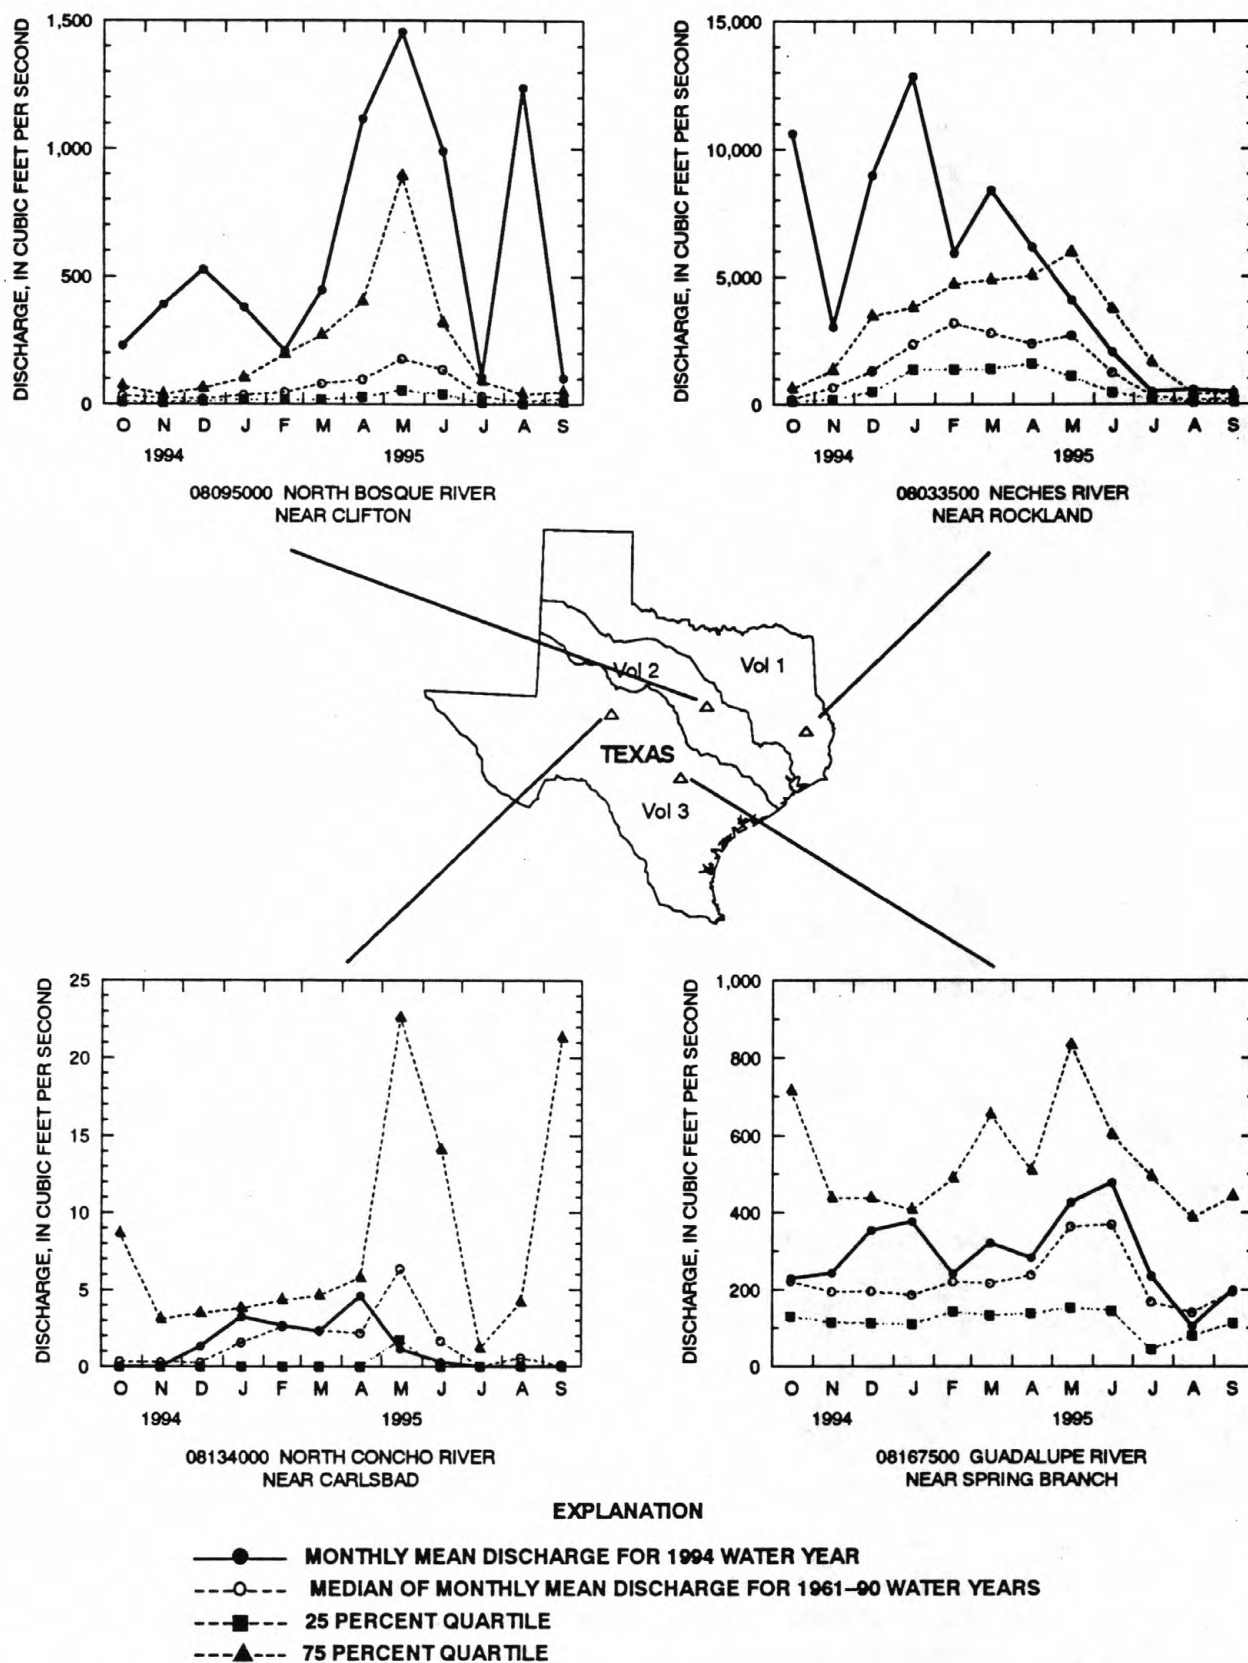 DISCHARGE, IN CUBIC FEET PER SECOND
1,500
1,000
500
0
O N D J F M A M J J A S
1994 1995
08095000 NORTH BOSQUE RIVER
NEAR CLIFTON
DISCHARGE, IN CUBIC FEET PER SECOND
15,000
10,000
5,000
0
O N D J F M A M J J A S
1994 1995
08033500 NECHES RIVER
NEAR ROCKLAND
Vol 2
Vol 1
TEXAS
Vol 3
DISCHARGE, IN CUBIC FEET PER SECOND
25
20
15
10
5
0
O N D J F M A M J J A S
1994 1995
08134000 NORTH CONCHO RIVER
NEAR CARLSBAD
DISCHARGE, IN CUBIC FEET PER SECOND
1,000
800
600
400
200
0
O N D J F M A M J J A S
1994 1995
08167500 GUADALUPE RIVER
NEAR SPRING BRANCH
EXPLANATION
MONTHLY MEAN DISCHARGE FOR 1994 WATER YEAR
MEDIAN OF MONTHLY MEAN DISCHARGE FOR 1961–90 WATER YEARS
25 PERCENT QUARTILE
75 PERCENT QUARTILE